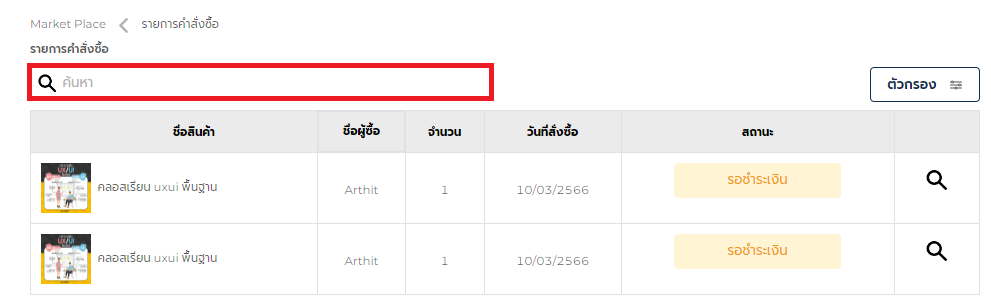 Market Place < รายการคำสั่งซื้อ
รายการคำสั่งซื้อ
ค้นหา
ตัวกรอง
ชื่อสินค้า ชื่อผู้ซื้อ จำนวน วันที่สั่งซื้อ สถานะ
คลอสเรียน uxui พื้นฐาน Arthit 1 10/03/2566 รอชำระเงิน
คลอสเรียน uxui พื้นฐาน Arthit 1 10/03/2566 รอชำระเงิน